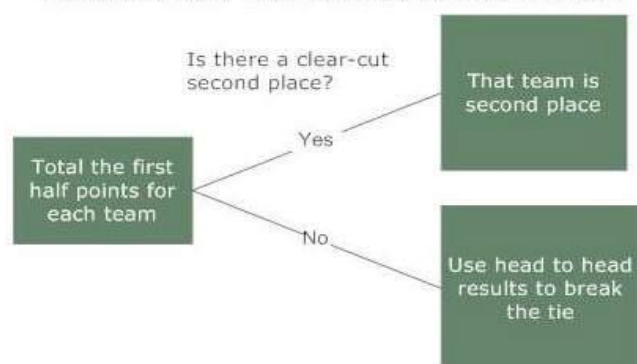 Is there a clear-cut
second place?
That team is
second place
Yes
Total the first
half points for
each team
No
Use head to head
results to break
the tie